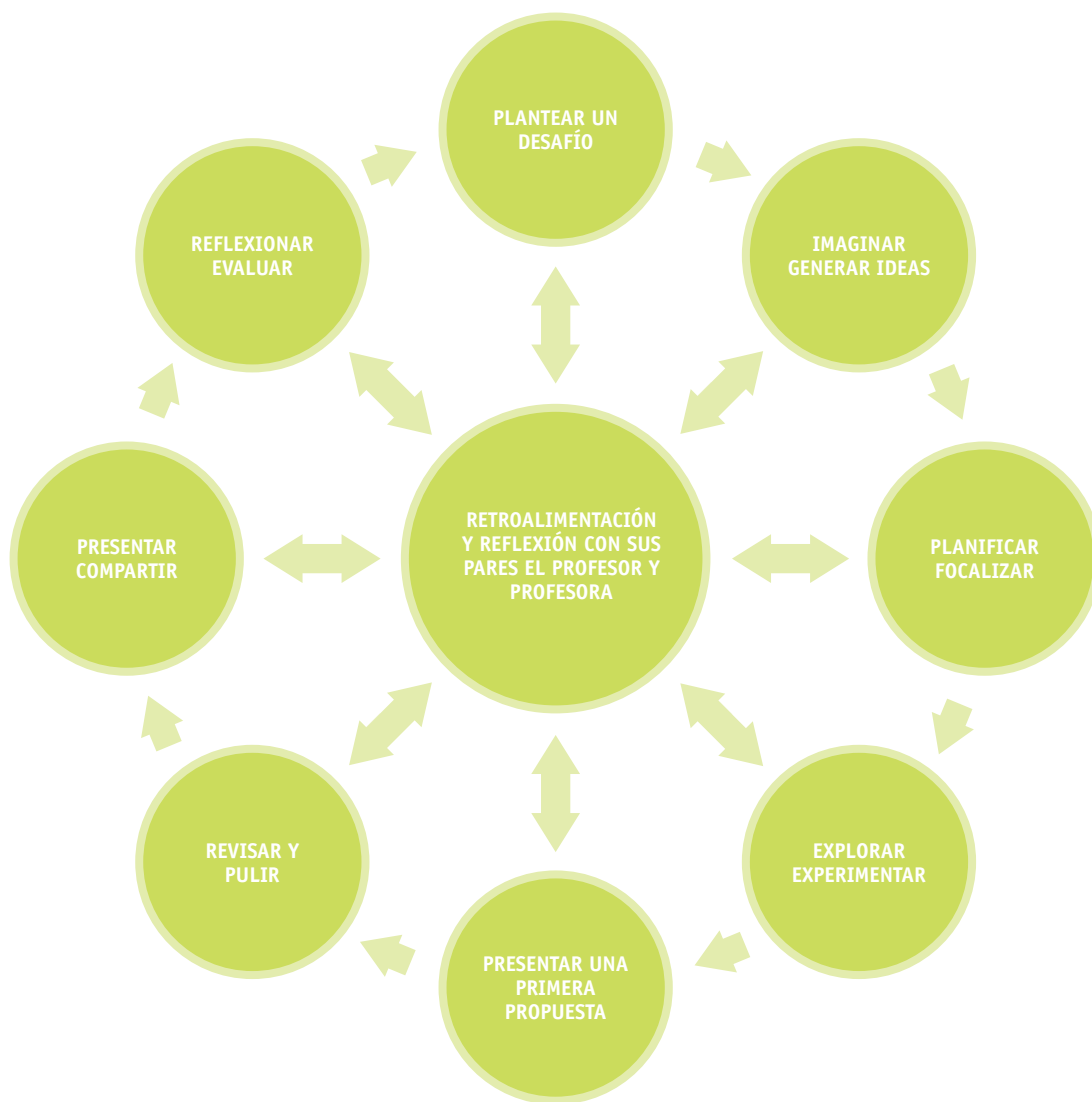 PLANTEAR UN
DESAFÍO
IMAGINAR
GENERAR IDEAS
PLANIFICAR
FOCALIZAR
EXPLORAR
EXPERIMENTAR
PRESENTAR UNA
PRIMERA
PROPUESTA
REVISAR Y
PULIR
PRESENTAR
COMPARTIR
REFLEXIONAR
EVALUAR
RETROALIMENTACIÓN
Y REFLEXIÓN CON SUS
PARES EL PROFESOR Y
PROFESORA